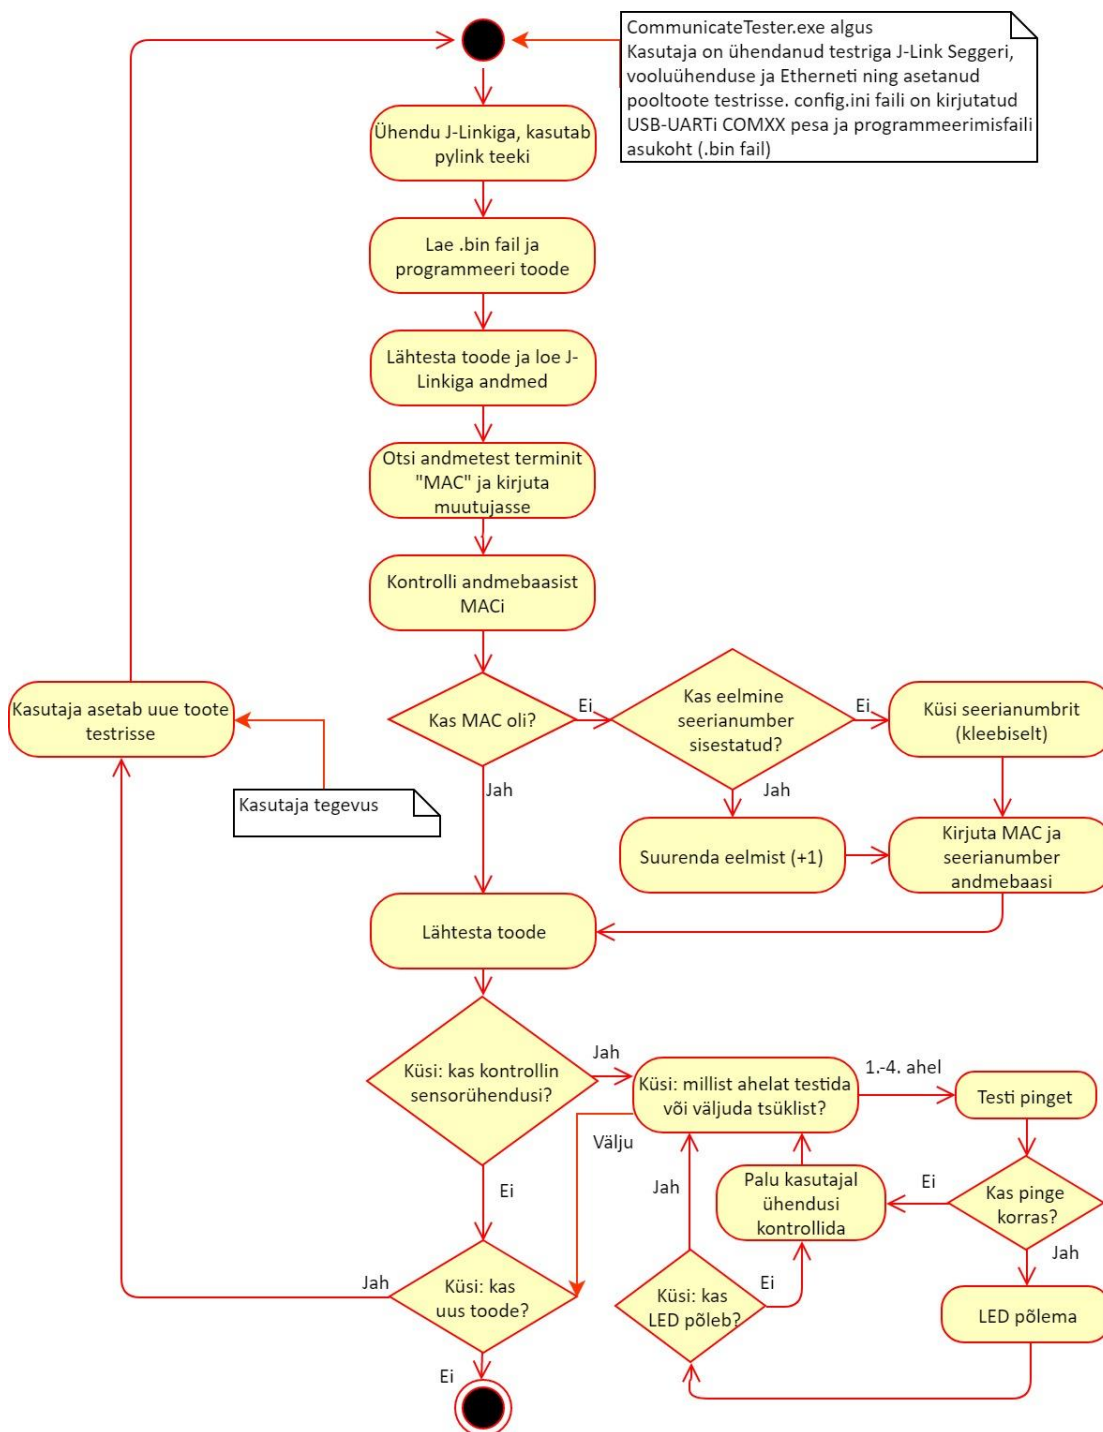 CommunicateTester.exe algus
Kasutaja on ühendanud testriga J-Link Seggeri,
vooluühenduse ja Etherneti ning asetanud
pooltoote testrisse. config.ini faili on kirjutatud
USB-UARTi COMXX pesa ja programmeerimisfaili
asukoht (.bin fail)
Ühendu J-Linkiga, kasutab
pylink teeki
Lae .bin fail ja
programmeeri toode
Lähtesta toode ja loe J-
Linkiga andmed
Otsi andmetest terminit
"MAC" ja kirjuta
muutujasse
Kontrolli andmebaasist
MACi
Kas MAC oli?
Ei
Kas eelmine
seerianumber
sisestatud?
Ei
Küsi seerianumbrit
(kleebiselt)
Kasutaja asetab uue toote
testrisse
Kasutaja tegevus
Jah
Jah
Suurenda eelmist (+1)
Kirjuta MAC ja
seerianumber
andmebaasi
Lähtesta toode
Küsi: kas kontrollin
sensorühendusi?
Jah
Küsi: millist ahelat testida
või väljuda tsüklist?
1.-4. ahel
Testi pinget
Välju
Ei
Jah
Palu kasutajal
ühendusi
kontrollida
Ei
Kas pinge
korras?
Jah
Jah
Küsi: kas
uus toode?
Küsi: kas
LED põleb?
Ei
LED põlema
Ei